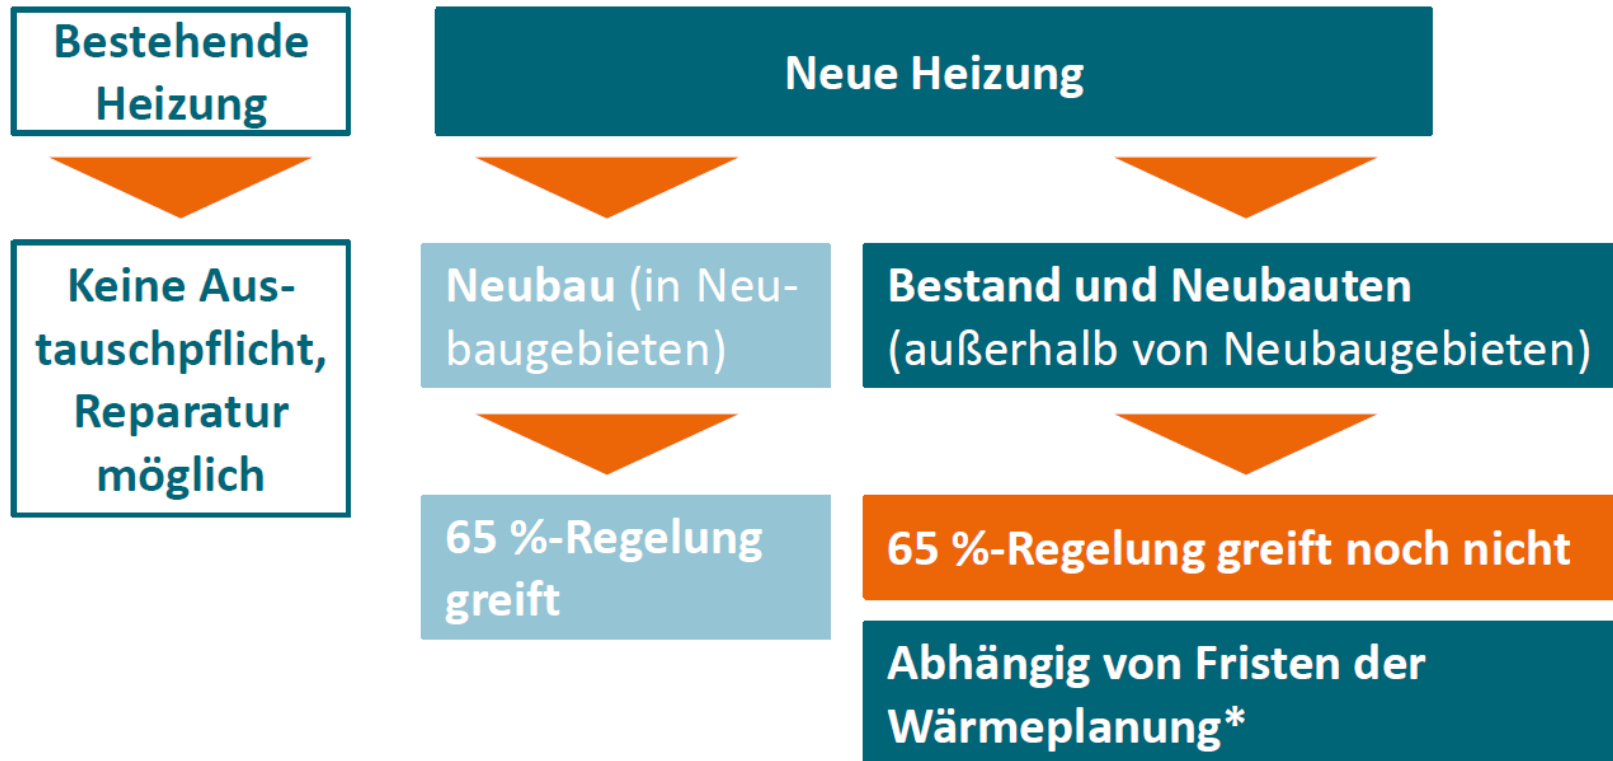 Bestehende
Heizung
Neue Heizung
Keine Aus-
tauschpflicht,
Reparatur
möglich
Neubau (in Neu-
baugebieten)
65 %-Regelung
greift
Bestand und Neubauten
(außerhalb von Neubaugebieten)
65 %-Regelung greift noch nicht
Abhängig von Fristen der
Wärmeplanung*